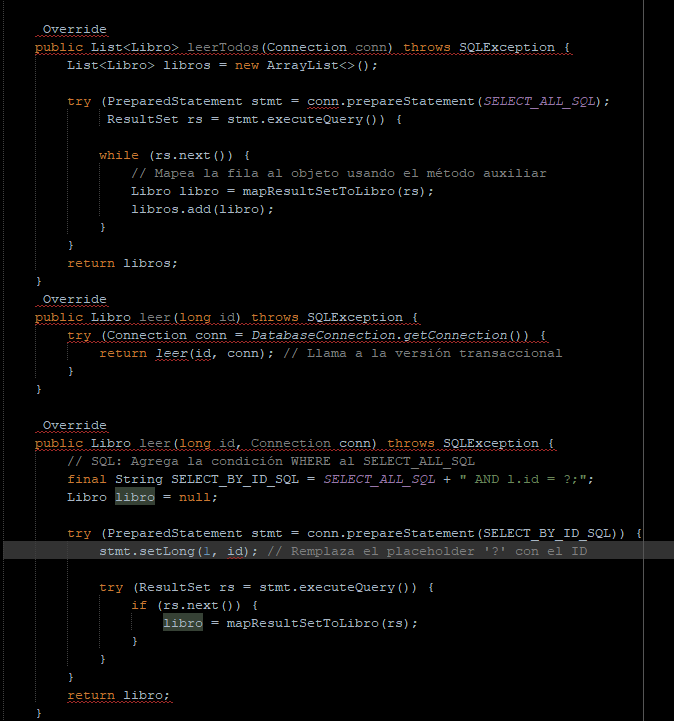 Override
public List<Libro> leerTodos(Connection conn) throws SQLException {
List<Libro> libros = new ArrayList<>();
try (PreparedStatement stmt = conn.prepareStatement(SELECT_ALL_SQL);
ResultSet rs = stmt.executeQuery()) {
while (rs.next()) {
// Mapea la fila al objeto usando el método auxiliar
Libro libro = mapResultSetToLibro(rs);
libros.add(libro);
}
}
return libros;
}
Override
public Libro leer(long id) throws SQLException {
try (Connection conn = DatabaseConnection.getConnection()) {
return leer(id, conn); // Llama a la versión transaccional
}
}
Override
public Libro leer(long id, Connection conn) throws SQLException {
// SQL: Agrega la condición WHERE al SELECT_ALL_SQL
final String SELECT_BY_ID_SQL = SELECT_ALL_SQL + " AND l.id = ?;";
Libro libro = null;
try (PreparedStatement stmt = conn.prepareStatement(SELECT_BY_ID_SQL)) {
stmt.setLong(1, id); // Remplaza el placeholder '?' con el ID
try (ResultSet rs = stmt.executeQuery()) {
if (rs.next()) {
libro = mapResultSetToLibro(rs);
}
}
}
return libro;
}